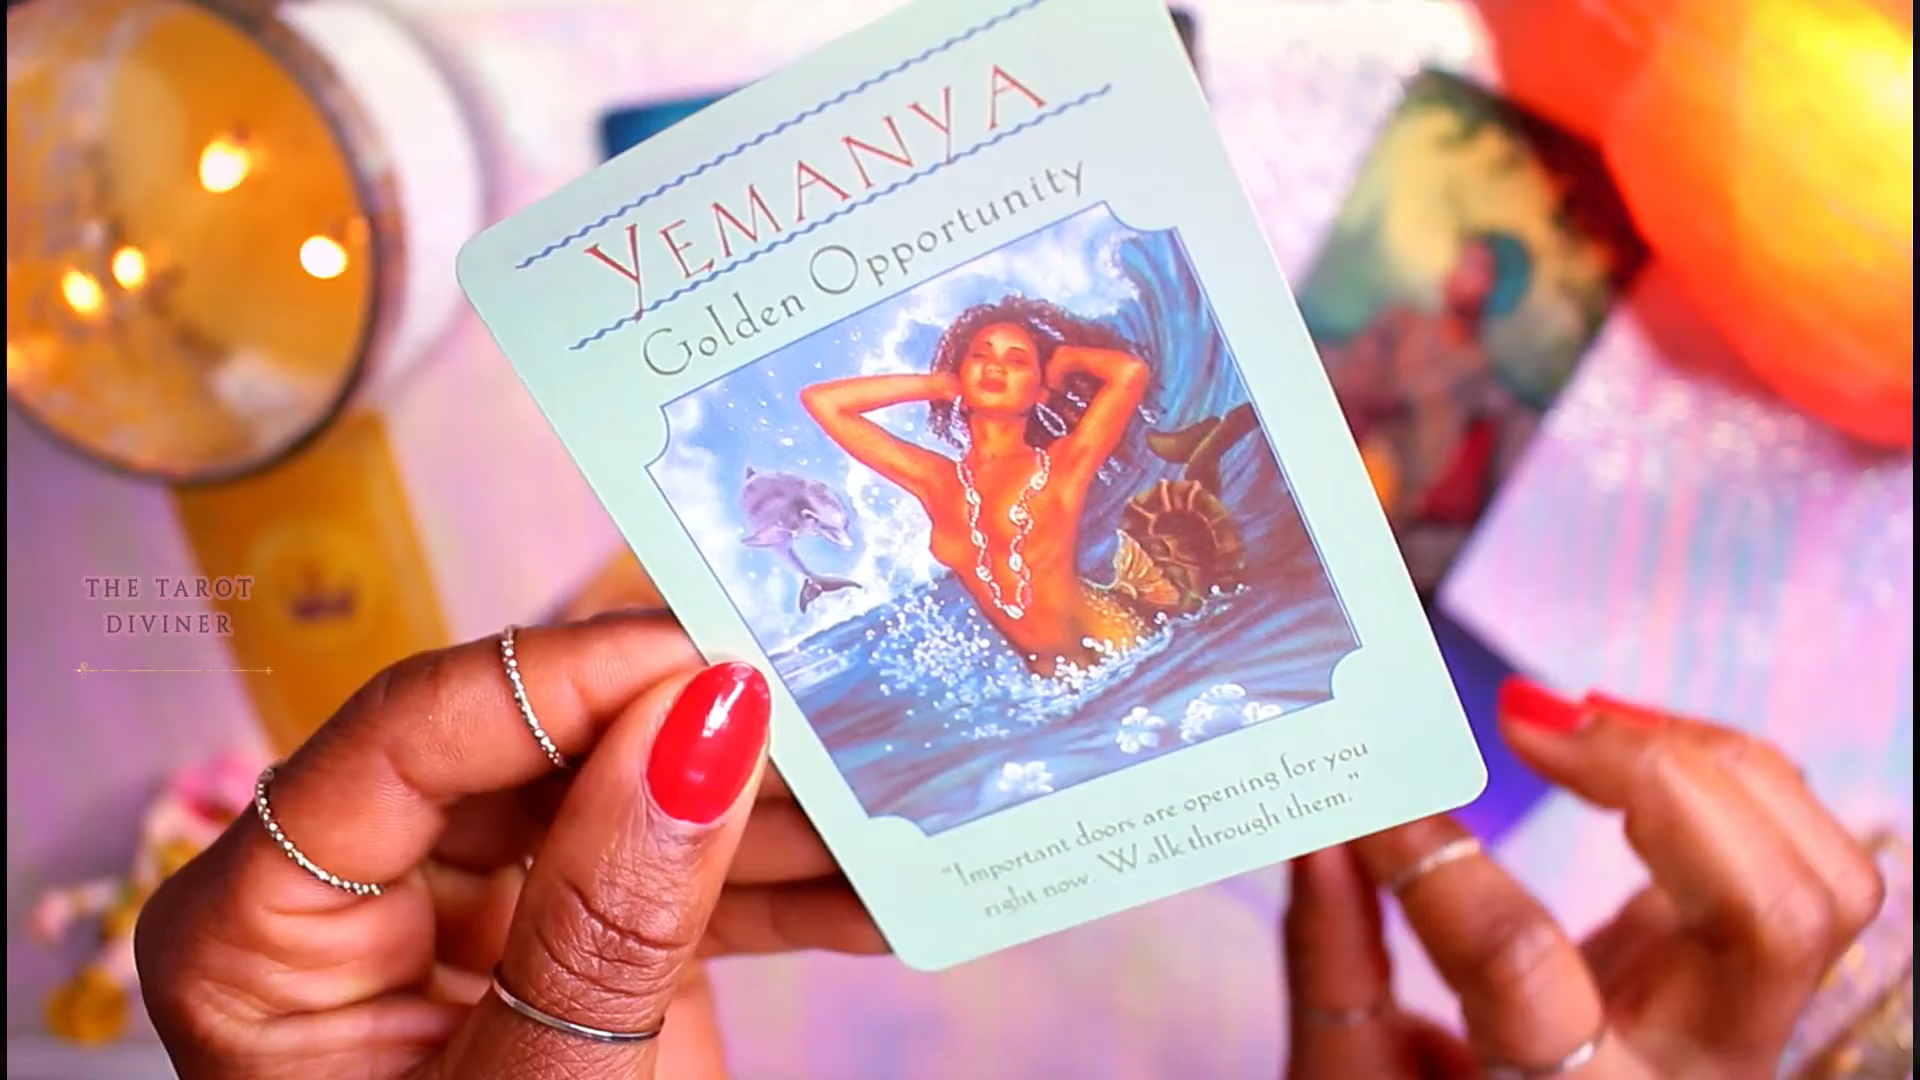 YEMANYA
Golden Opportunity
"Important doors are opening for you
right now. Walk through them."
THE TAROT
DIVINER